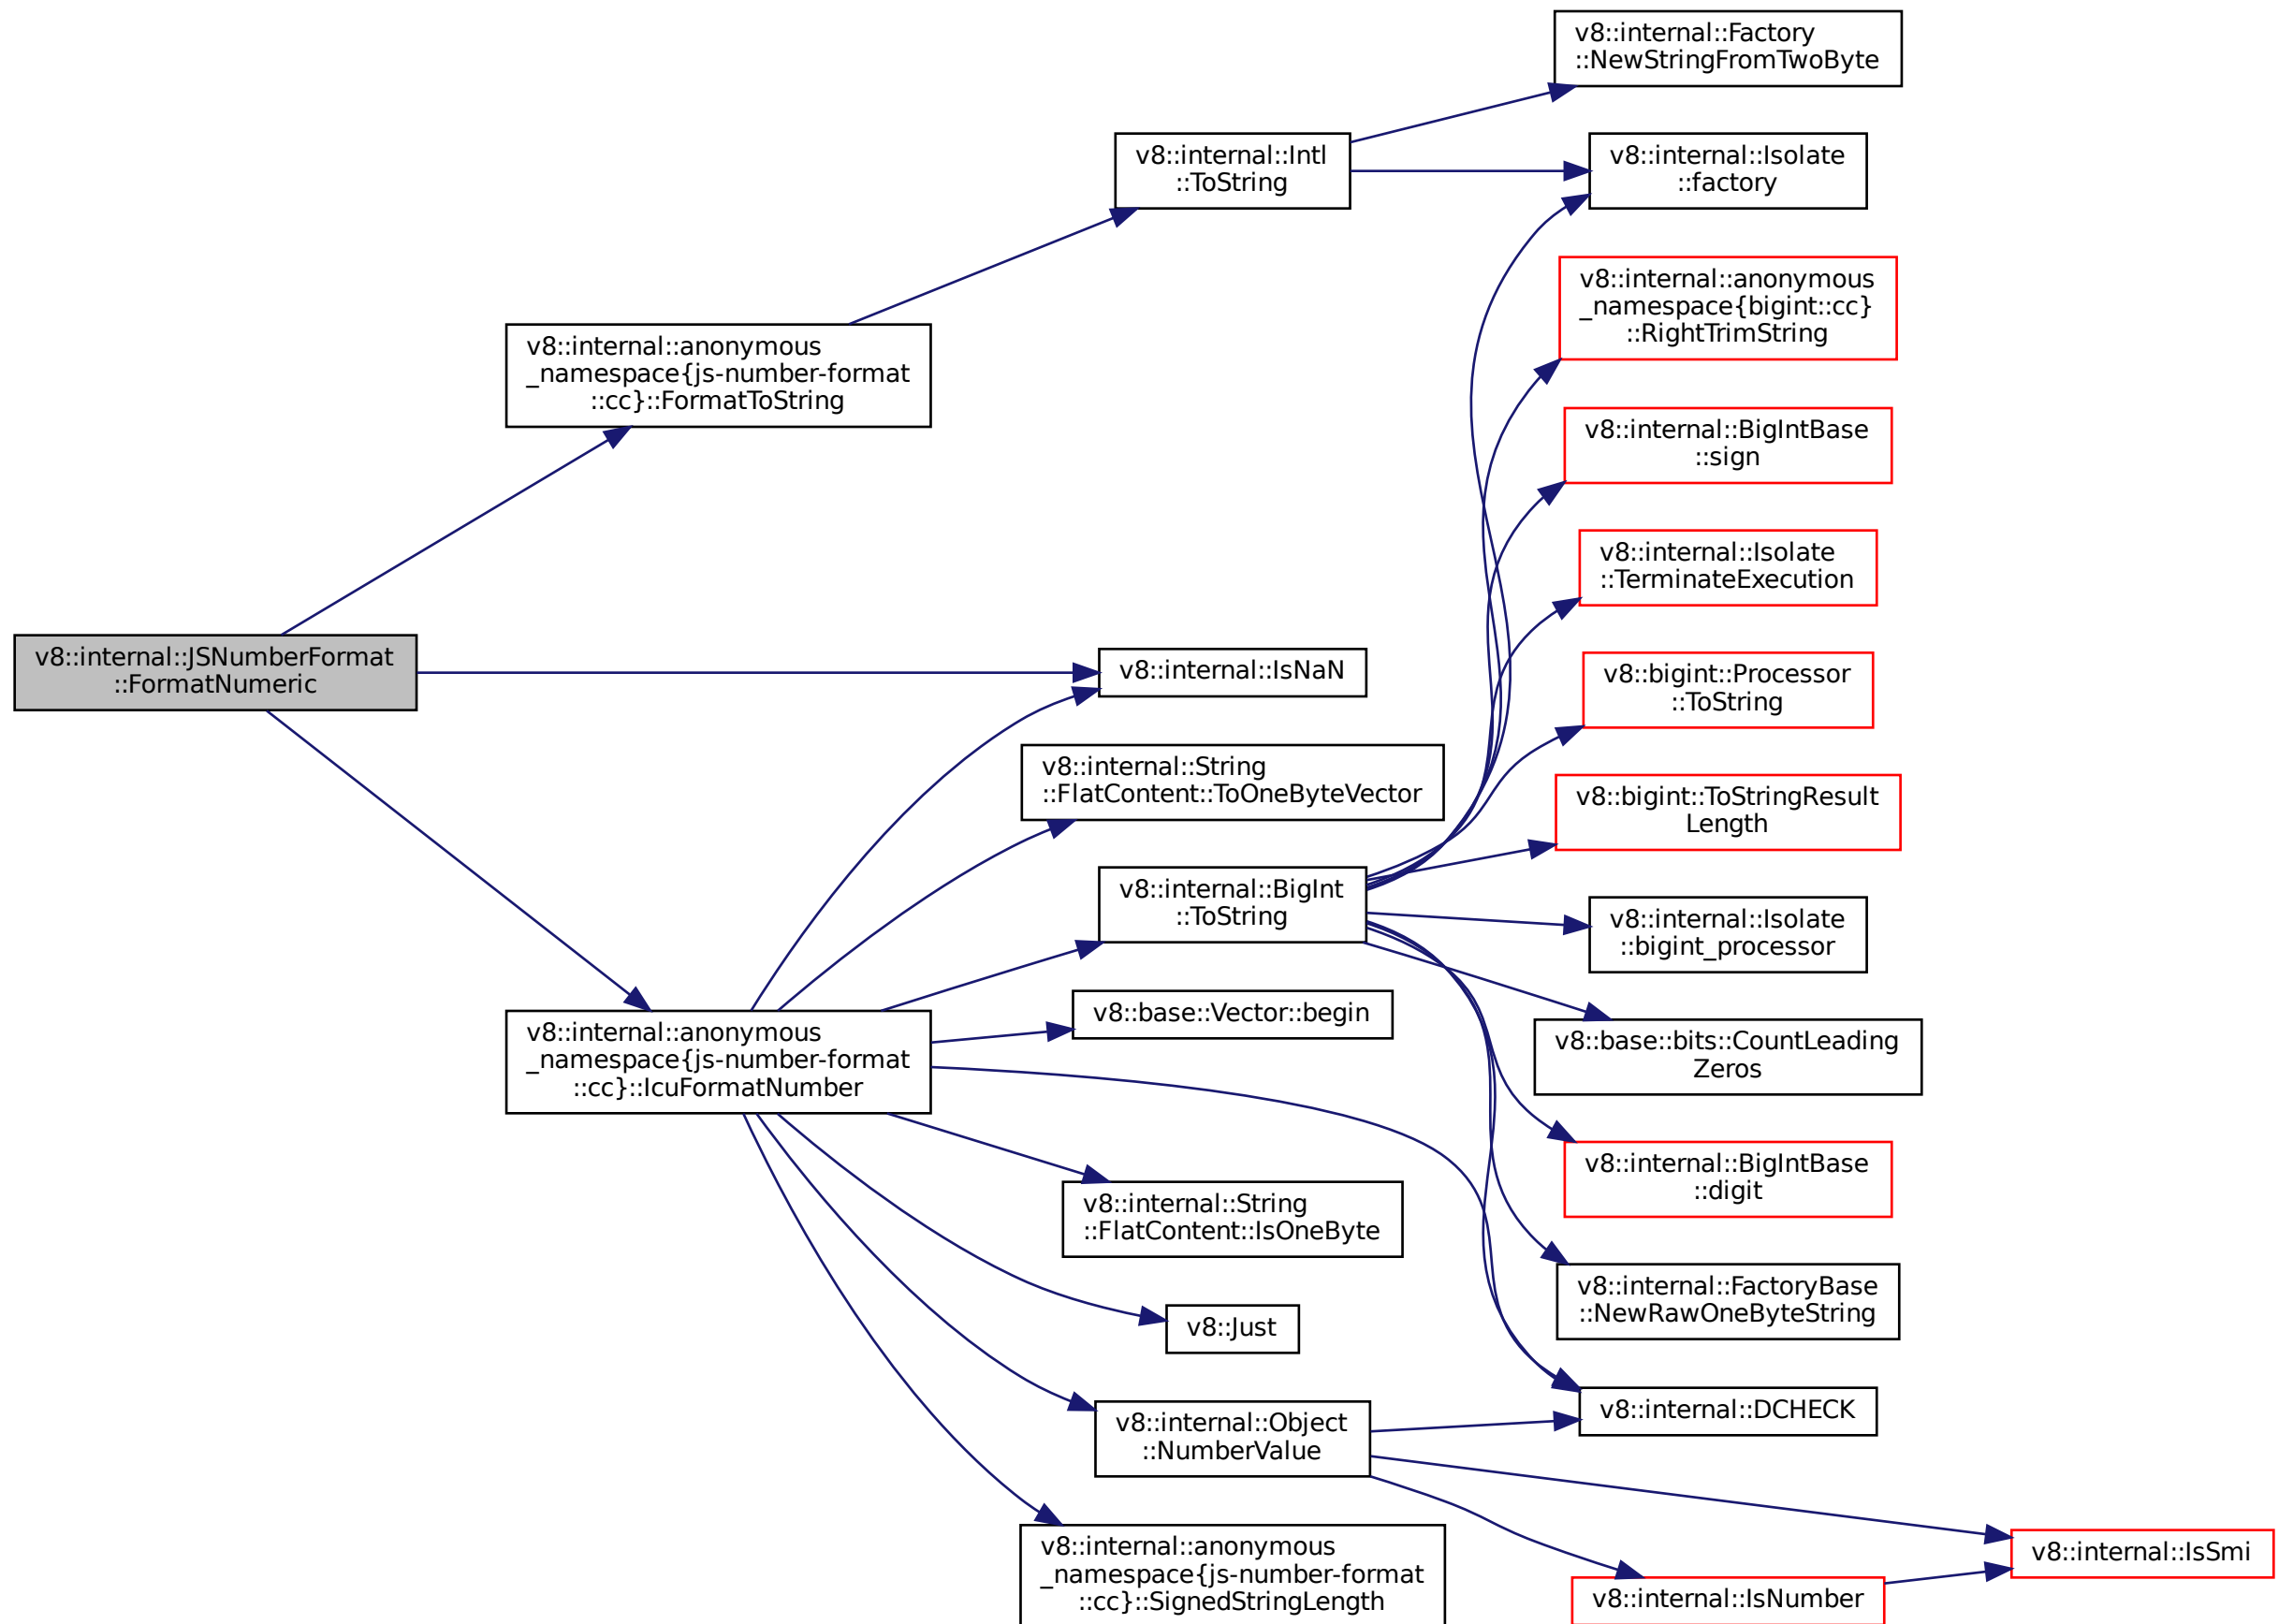 v8::internal::JSNumberFormat
::FormatNumeric
v8::internal::anonymous
_namespace{js-number-format
::cc}::FormatToString
v8::internal::anonymous
_namespace{js-number-format
::cc}::IcuFormatNumber
v8::internal::Intl
::ToString
v8::internal::IsNaN
v8::internal::String
::FlatContent::ToOneByteVector
v8::internal::BigInt
::ToString
v8::base::Vector::begin
v8::internal::String
::FlatContent::IsOneByte
v8::Just
v8::internal::Object
::NumberValue
v8::internal::anonymous
_namespace{js-number-format
::cc}::SignedStringLength
v8::internal::Factory
::NewStringFromTwoByte
v8::internal::Isolate
::factory
v8::internal::anonymous
_namespace{bigint::cc}
::RightTrimString
v8::internal::BigIntBase
::sign
v8::internal::Isolate
::TerminateExecution
v8::bigint::Processor
::ToString
v8::bigint::ToStringResult
Length
v8::internal::Isolate
::bigint_processor
v8::base::bits::CountLeading
Zeros
v8::internal::BigIntBase
::digit
v8::internal::FactoryBase
::NewRawOneByteString
v8::internal::DCHECK
v8::internal::IsNumber
v8::internal::IsSmi